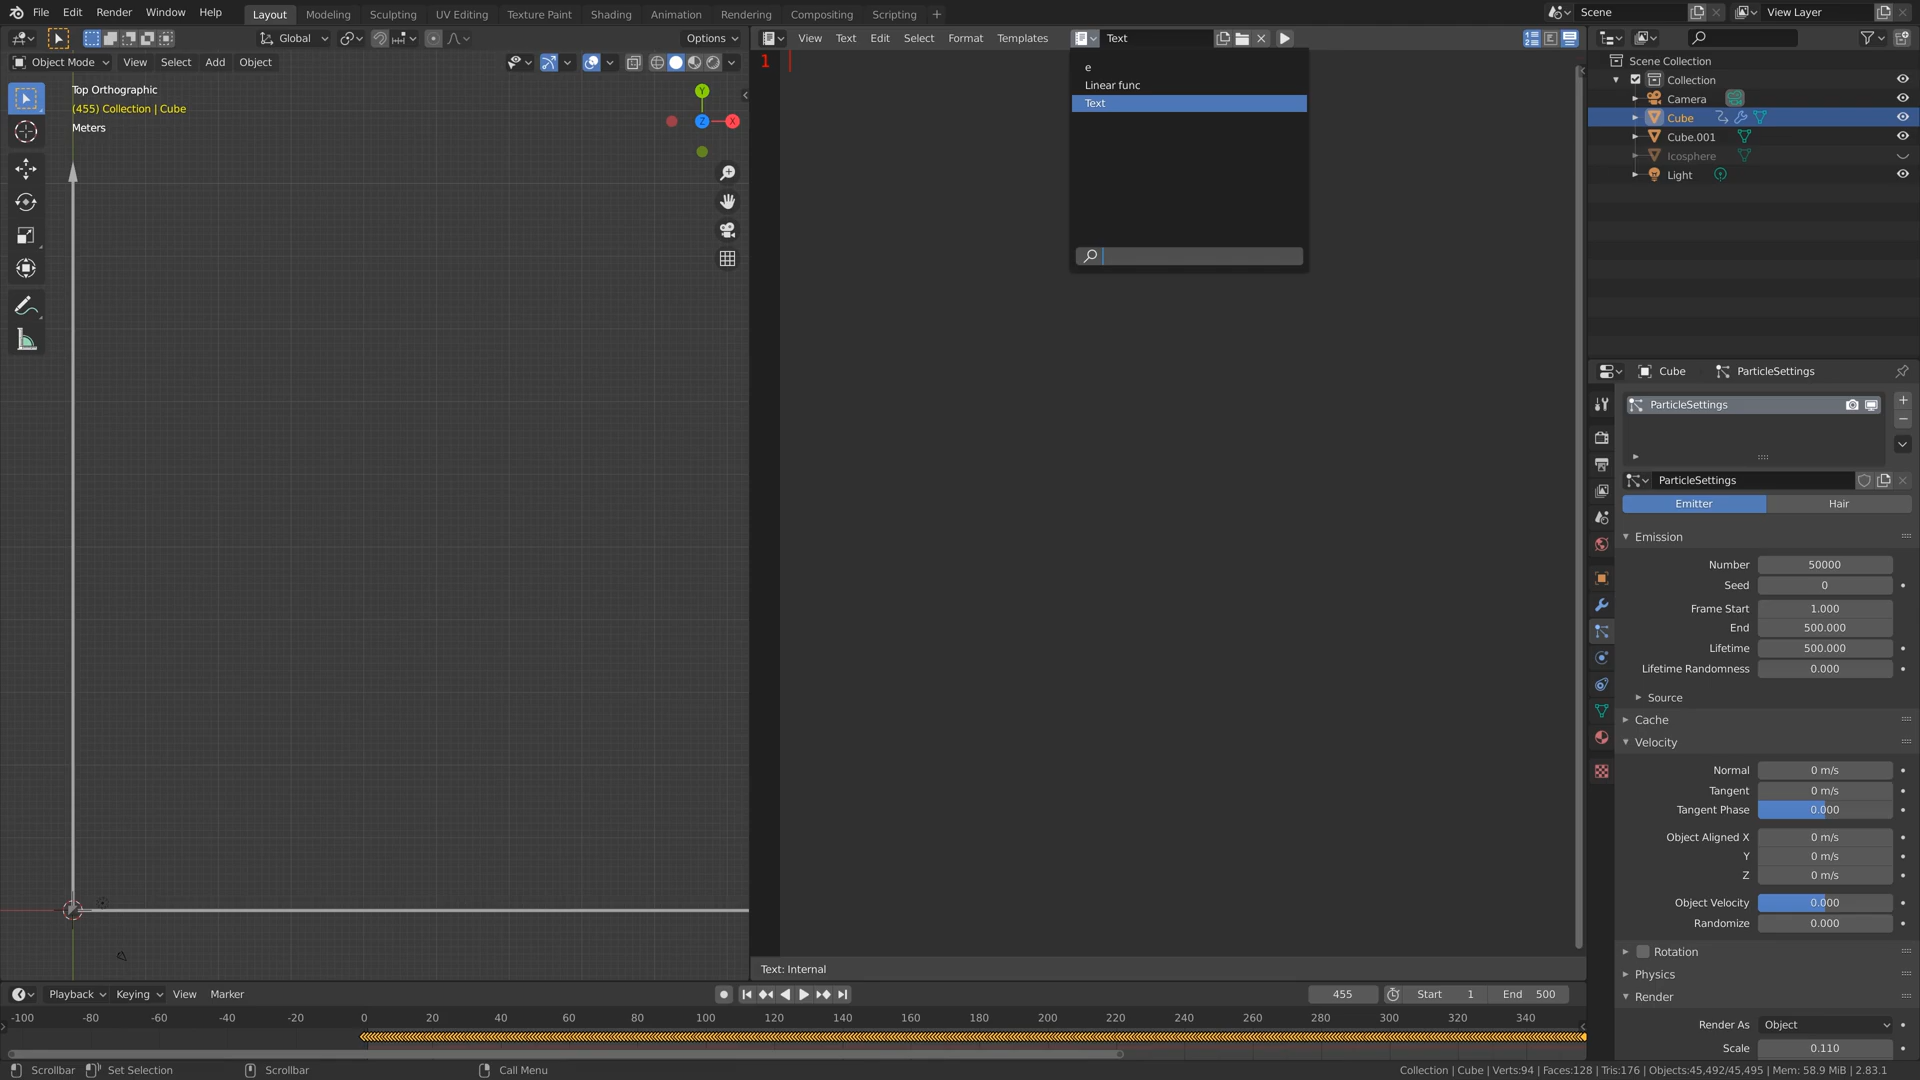 File Edit Render Window Help Layout Modeling Sculpting UV Editing Texture Paint Shading Animation Rendering Compositing Scripting + Scene View Layer
Global Options View Text Edit Select Format Templates Text
Object Mode View Select Add Object
Top Orthographic
(455) Collection | Cube
Meters
Y
Z X
1
e
Linear func
Text
Text: Internal
Scene Collection
Collection
Camera
Cube
Cube.001
Icosphere
Light
Cube ParticleSettings
ParticleSettings
ParticleSettings
Emitter Hair
Emission
Number 50000
Seed 0
Frame Start 1.000
End 500.000
Lifetime 500.000
Lifetime Randomness 0.000
Source
Cache
Velocity
Normal 0 m/s
Tangent 0 m/s
Tangent Phase 0.000
Object Aligned X 0 m/s
Y 0 m/s
Z 0 m/s
Object Velocity 0.000
Randomize 0.000
Rotation
Physics
Render
Render As Object
Scale 0.110
Playback Keying View Marker 455 Start 1 End 500
-100 -80 -60 -40 -20 0 20 40 60 80 100 120 140 160 180 200 220 240 260 280 300 320 340
Scrollbar Set Selection Scrollbar Call Menu Collection | Cube | Verts:94 | Faces:128 | Tris:176 | Objects:45,492/45,495 | Mem: 58.9 MiB | 2.83.1